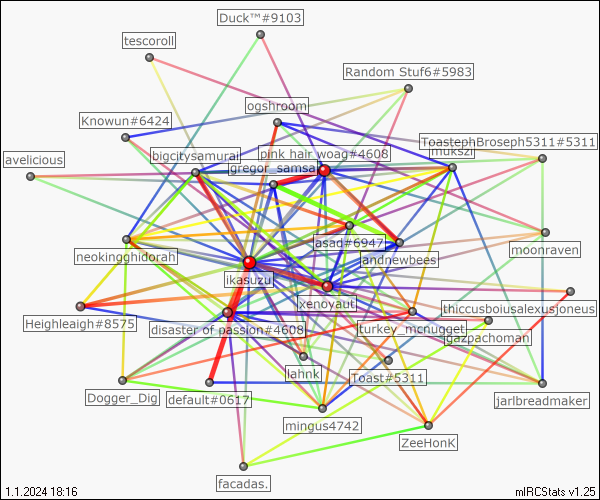 Duck™#9103
tescoroll
Random Stuf6#5983
ogshroom
Knowun#6424
ToastephBroseph5311#5311
mukszi
pink hair woag#4608
bigcitysamurai
avelicious
gregor_samsa
asad#6947
moonraven
neokingghidorah
andnewbees
ikasuzu
xenoyaut
thiccusboiusalexusjoneus
Heighleaigh#8575
disaster of passion#4608
turkey_mcnugget
gazpachoman
lahnk
Toast#5311
Dogger_Dig
default#0617
jarlbreadmaker
mingus4742
ZeeHonK
facadas.
1.1.2024 18:16
mIRCStats v1.25